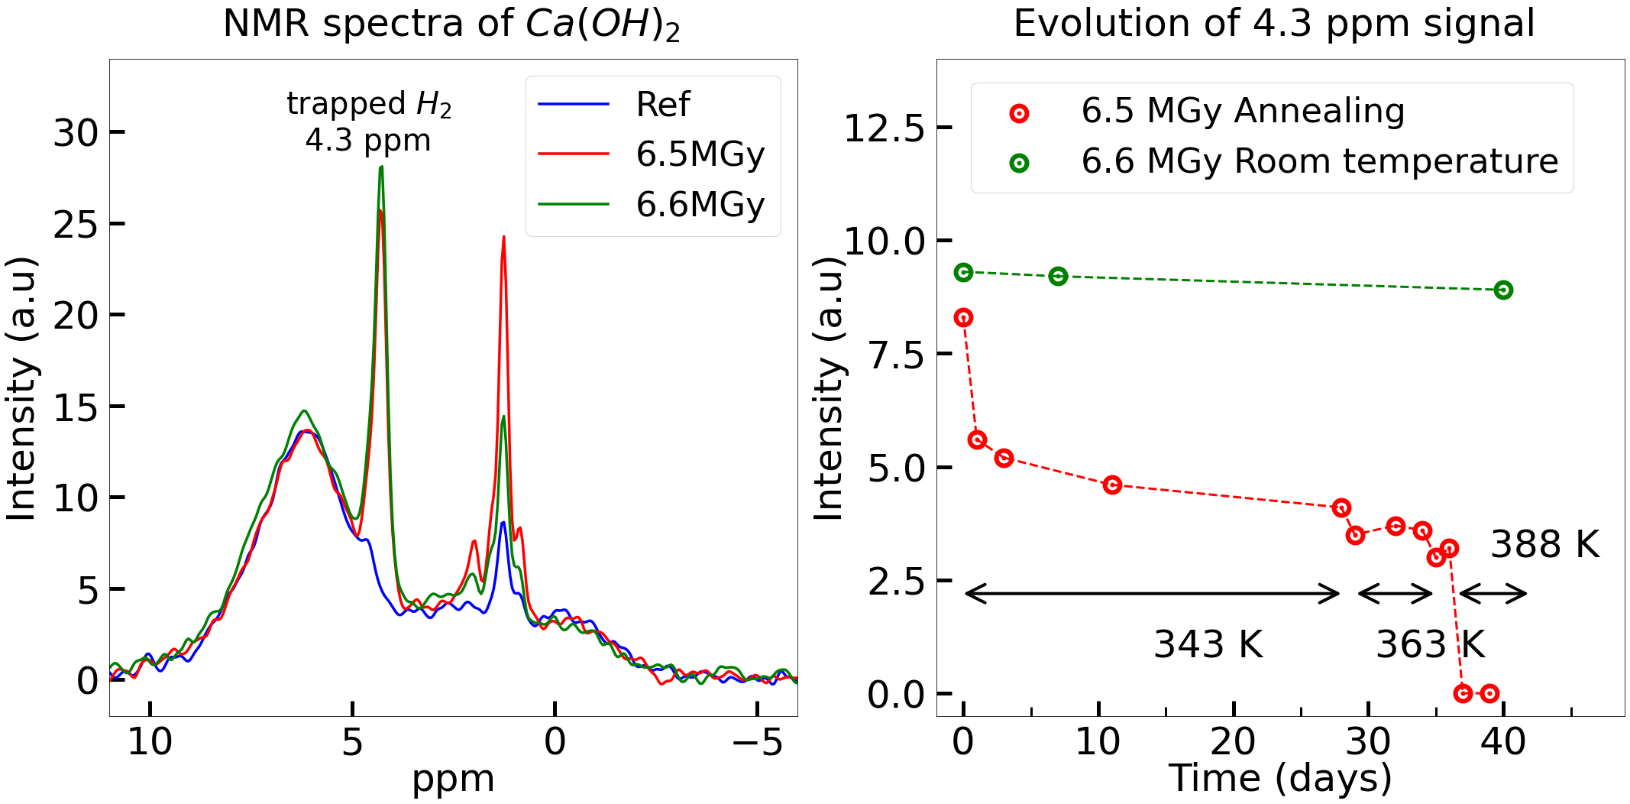 NMR spectra of Ca(OH)₂
trapped H₂
4.3 ppm
Ref
6.5MGy
6.6MGy
Intensity (a.u)
30
25
20
15
10
5
0
10
5
0
−5
ppm
Evolution of 4.3 ppm signal
6.5 MGy Annealing
6.6 MGy Room temperature
Intensity (a.u)
12.5
10.0
7.5
5.0
2.5
0.0
388 K
343 K
363 K
0
10
20
30
40
Time (days)